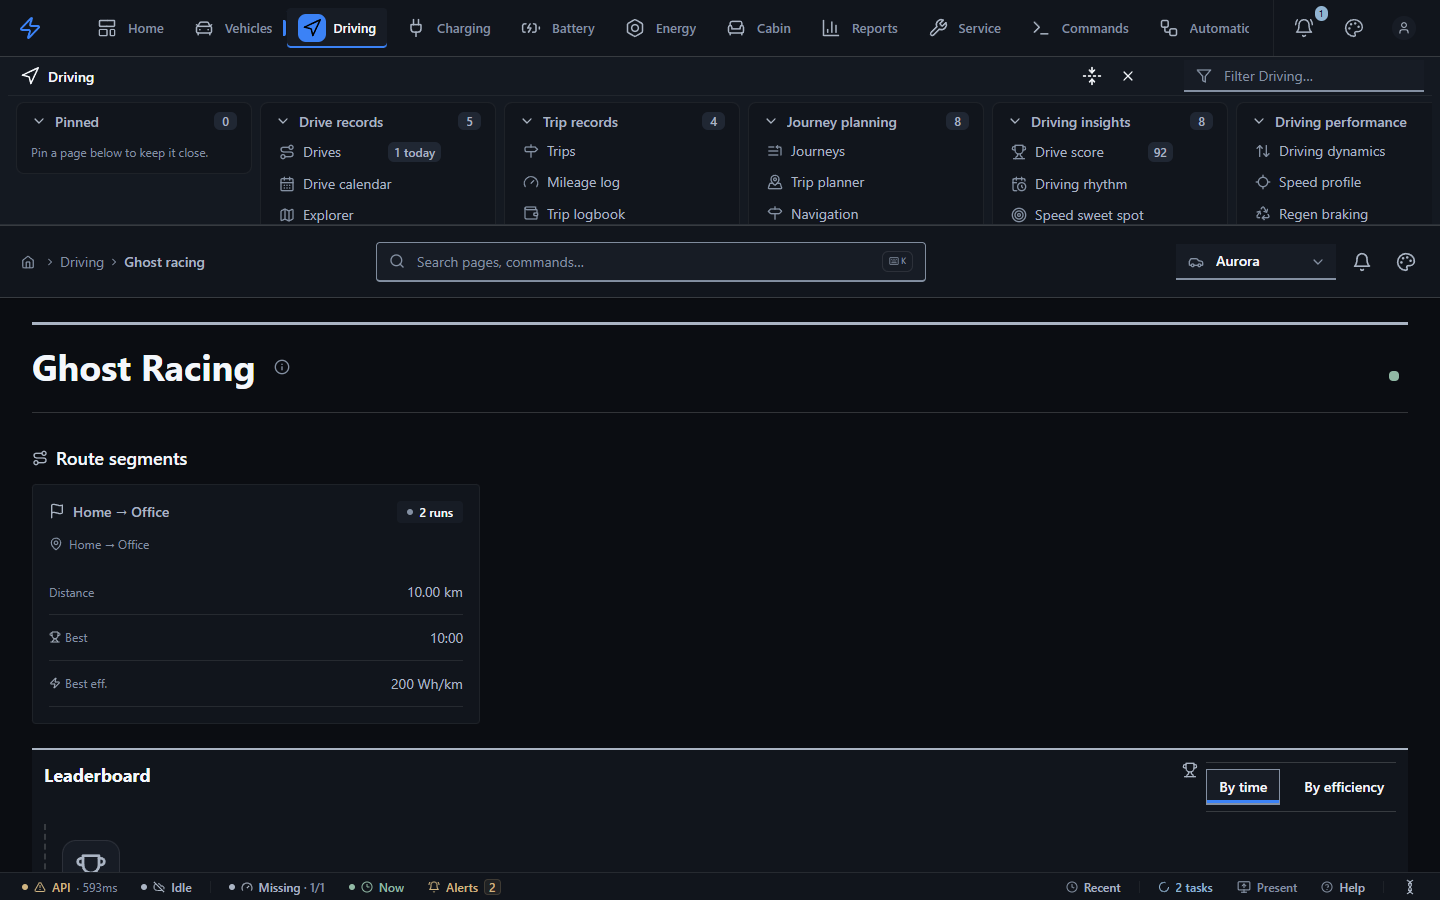 Home Vehicles Driving Charging Battery Energy Cabin Reports Service Commands Automatic 1
Driving Filter Driving...
Pinned 0
Pin a page below to keep it close.
Drive records 5
Drives 1 today
Drive calendar
Explorer
Trip records 4
Trips
Mileage log
Trip logbook
Journey planning 8
Journeys
Trip planner
Navigation
Driving insights 8
Drive score 92
Driving rhythm
Speed sweet spot
Driving performance
Driving dynamics
Speed profile
Regen braking
Driving Ghost racing Search pages, commands... K Aurora
Ghost Racing
Route segments
Home → Office 2 runs
Home → Office
Distance 10.00 km
Best 10:00
Best eff. 200 Wh/km
Leaderboard By time By efficiency
API · 593ms Idle Missing · 1/1 Now Alerts 2 Recent 2 tasks Present Help